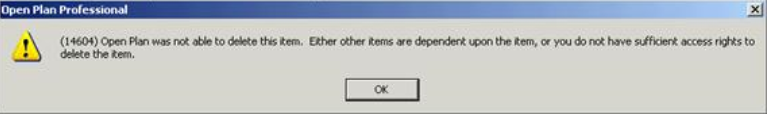 Open Plan Professional
(14604) Open Plan was not able to delete this item. Either other items are dependent upon the item, or you do not have sufficient access rights to
delete the item.
OK